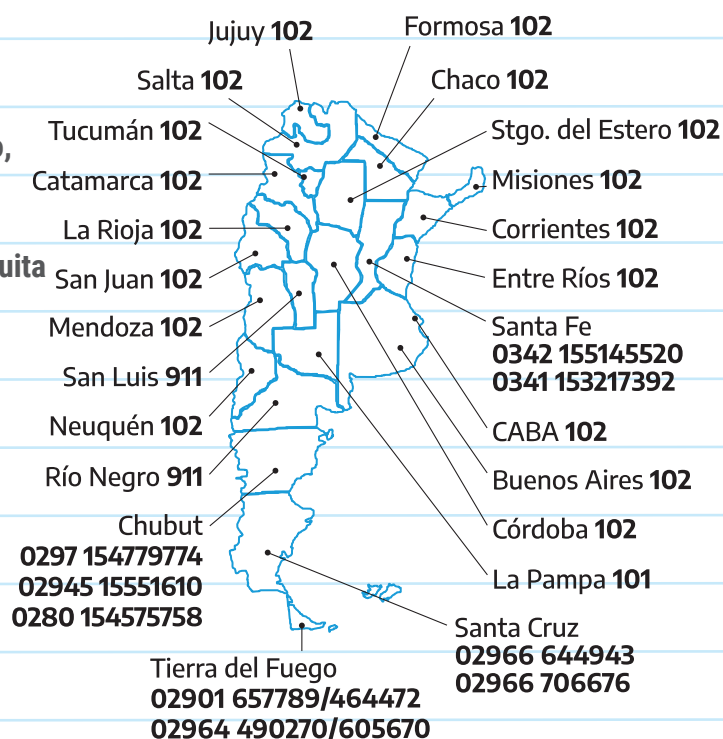 Jujuy 102
Formosa 102
Salta 102
Chaco 102
Tucumán 102
Stgo. del Estero 102
Catamarca 102
Misiones 102
La Rioja 102
Corrientes 102
uita
San Juan 102
Entre Ríos 102
Mendoza 102
Santa Fe
0342 155145520
0341 153217392
San Luis 911
Neuquén 102
CABA 102
Río Negro 911
Buenos Aires 102
Chubut
0297 154779774
02945 15551610
0280 154575758
Córdoba 102
La Pampa 101
Santa Cruz
02966 644943
02966 706676
Tierra del Fuego
02901 657789/464472
02964 490270/605670